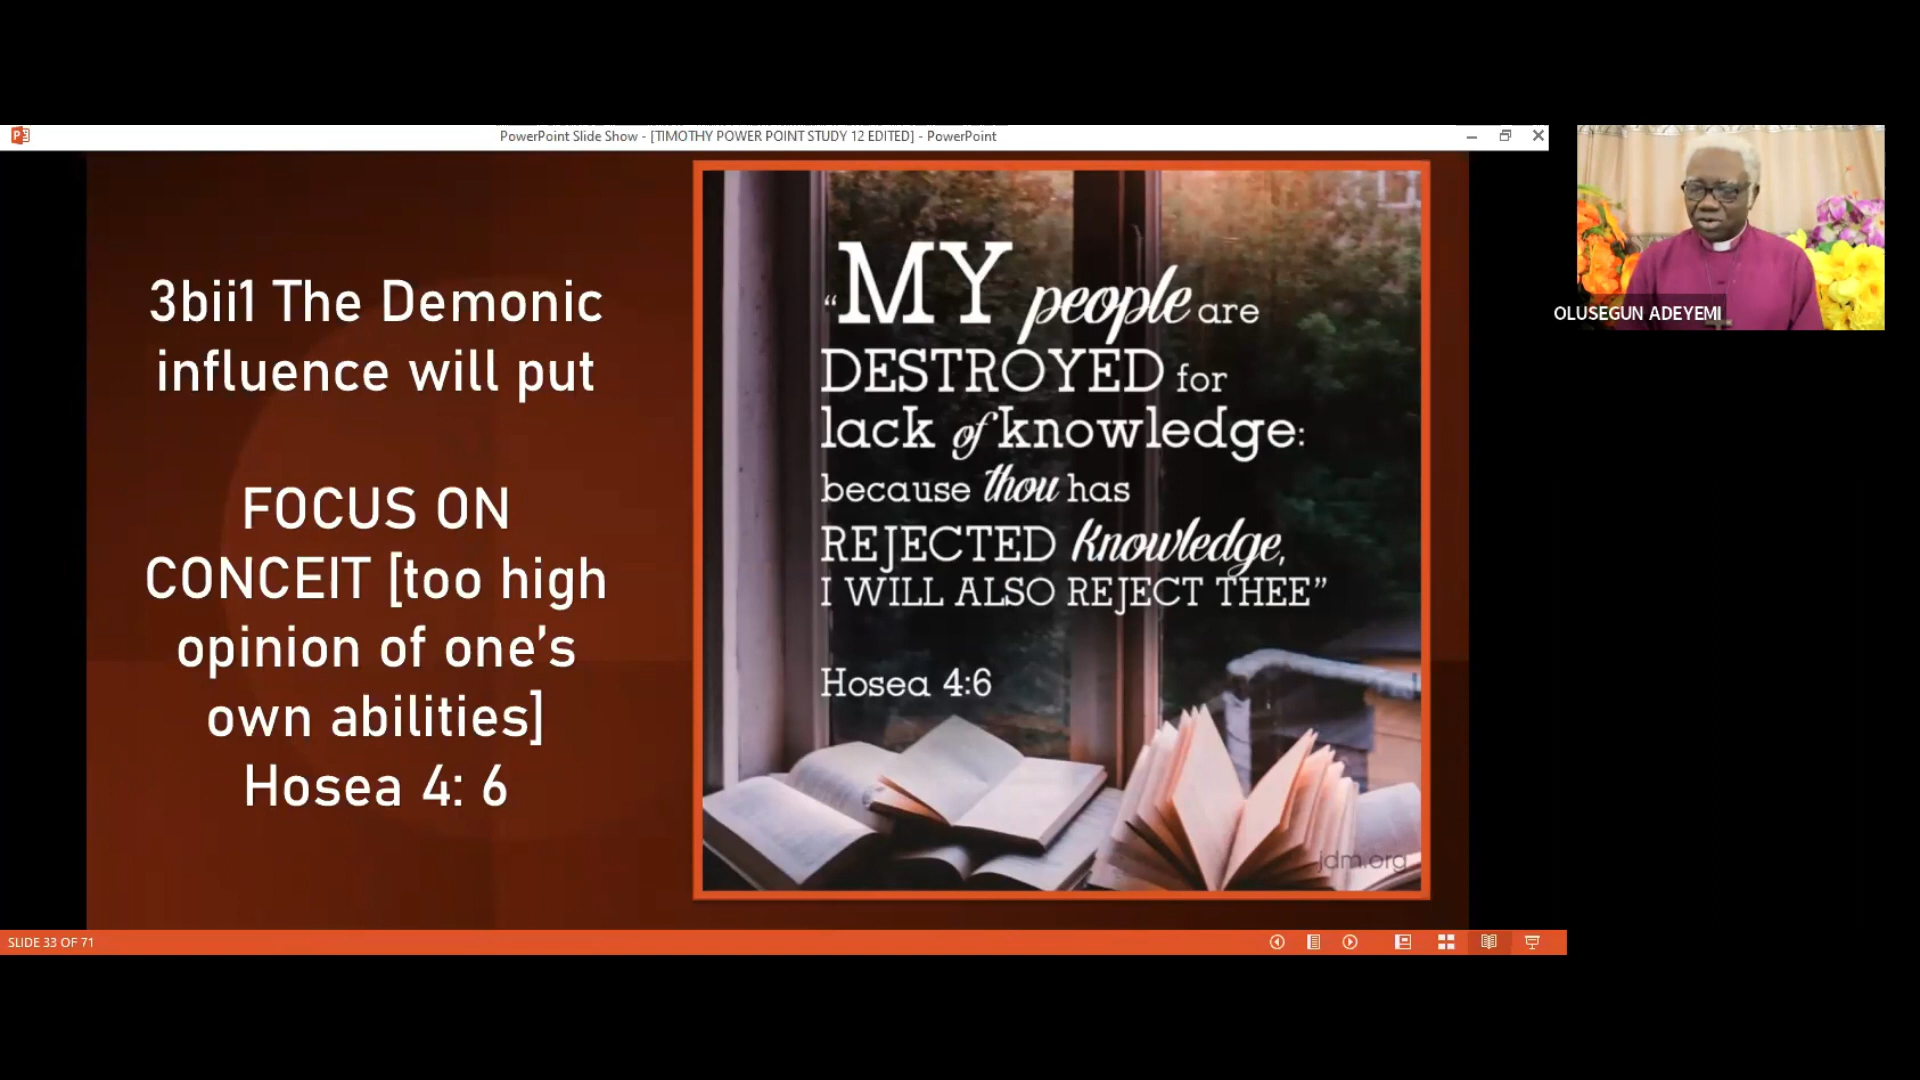 PowerPoint Slide Show - [TIMOTHY POWER POINT STUDY 12 EDITED] - PowerPoint
3bii1 The Demonic
influence will put
FOCUS ON
CONCEIT [too high
opinion of one’s
own abilities]
Hosea 4: 6
“MY people are
DESTROYED for
lack of knowledge:
because thou has
REJECTED Knowledge,
I WILL ALSO REJECT THEE”
Hosea 4:6
jdm.org
OLUSEGUN ADEYEMI
SLIDE 33 OF 71